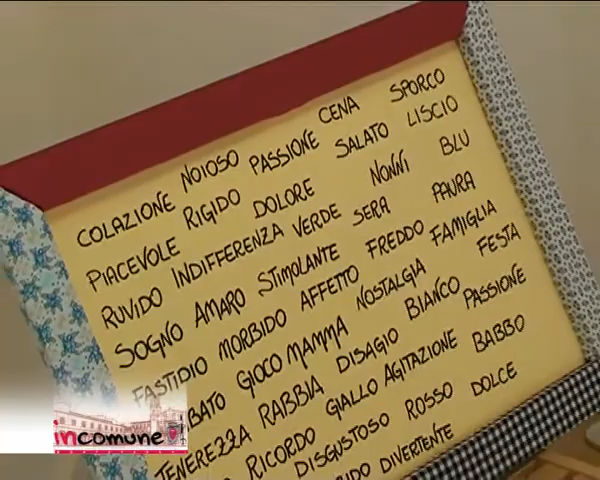 COLAZIONE NOIOSO PASSIONE CENA SPORCO
PIACEVOLE RIGIDO DOLORE SALATO LISCIO
RUVIDO INDIFFERENZA VERDE NONNI BLU
SOGNO AMARO STIMOLANTE SERA PAURA
FASTIDIO MORBIDO AFFETTO FREDDO FAMIGLIA
GIOCO MAMMA NOSTALGIA FESTA
TENEREZZA RABBIA DISAGIO BIANCO PASSIONE
RICORDO GIALLO AGITAZIONE BABBO
DISGUSTOSO ROSSO DOLCE
DIVERTENTE
incomune